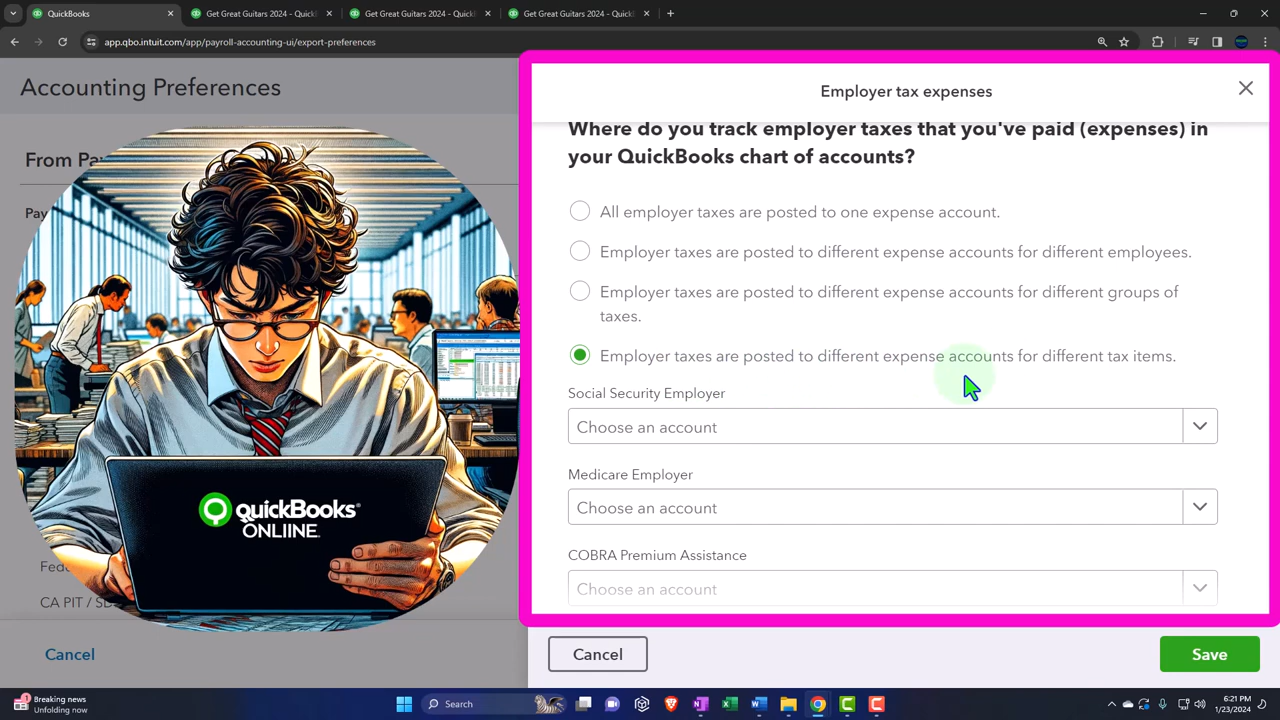 QuickBooks
Get Great Guitars 2024 - Quick
Get Great Guitars 2024 - Quick
Get Great Guitars 2024 - Quick
app.qbo.intuit.com/app/payroll-accounting-ui/export-preferences
Accounting Preferences
From Pay
Pay
quickBooks
ONLIINE
Fede
CA PIT / SD
Cancel
Employer tax expenses
Where do you track employer taxes that you've paid (expenses) in
your QuickBooks chart of accounts?
All employer taxes are posted to one expense account.
Employer taxes are posted to different expense accounts for different employees.
Employer taxes are posted to different expense accounts for different groups of
taxes.
Employer taxes are posted to different expense accounts for different tax items.
Social Security Employer
Choose an account
Medicare Employer
Choose an account
COBRA Premium Assistance
Choose an account
Cancel
Save
1
Breaking news
Unfolding now
Search
6:21 PM
1/23/2024